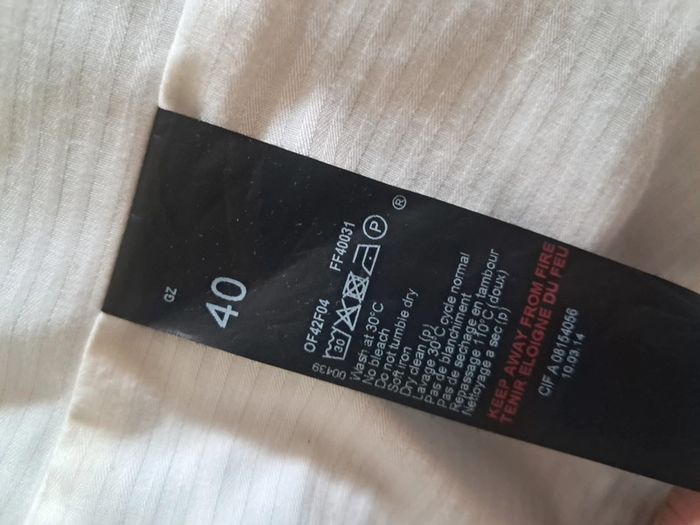 GZ
40
OF42F04 FF40031
30 P ®
00439
Wash at 30°C
No bleach
Do not tumble dry
Soft iron
Dry clean (p)
Lavage 30°C, cycle normal
Pas de blanchiment
Pas de sechage en tambour
Repassage 110°C (doux)
Nettoyage a sec (p)
KEEP AWAY FROM FIRE
TENIR ELOIGNE DU FEU
CIF A 08154056
10.03.14